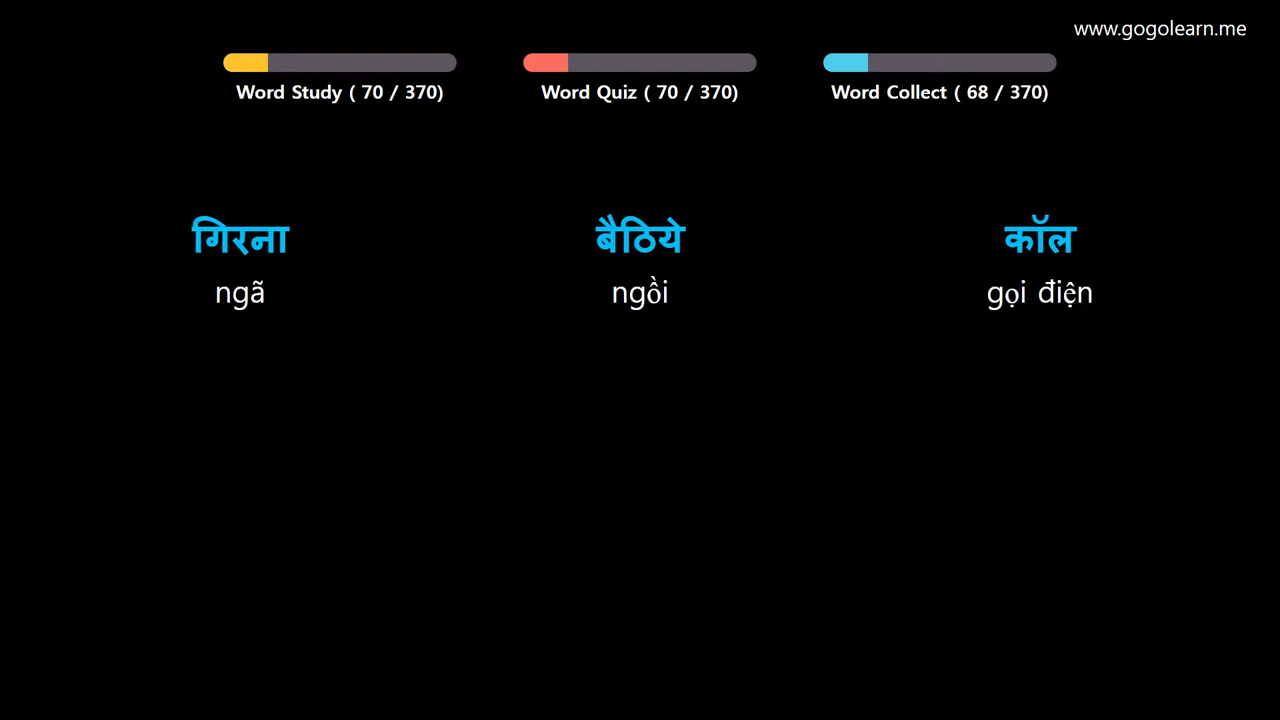 www.gogolearn.me
Word Study ( 70 / 370)
Word Quiz ( 70 / 370)
Word Collect ( 68 / 370)
गिरना
ngã
बैठिये
ngồi
कॉल
gọi điện